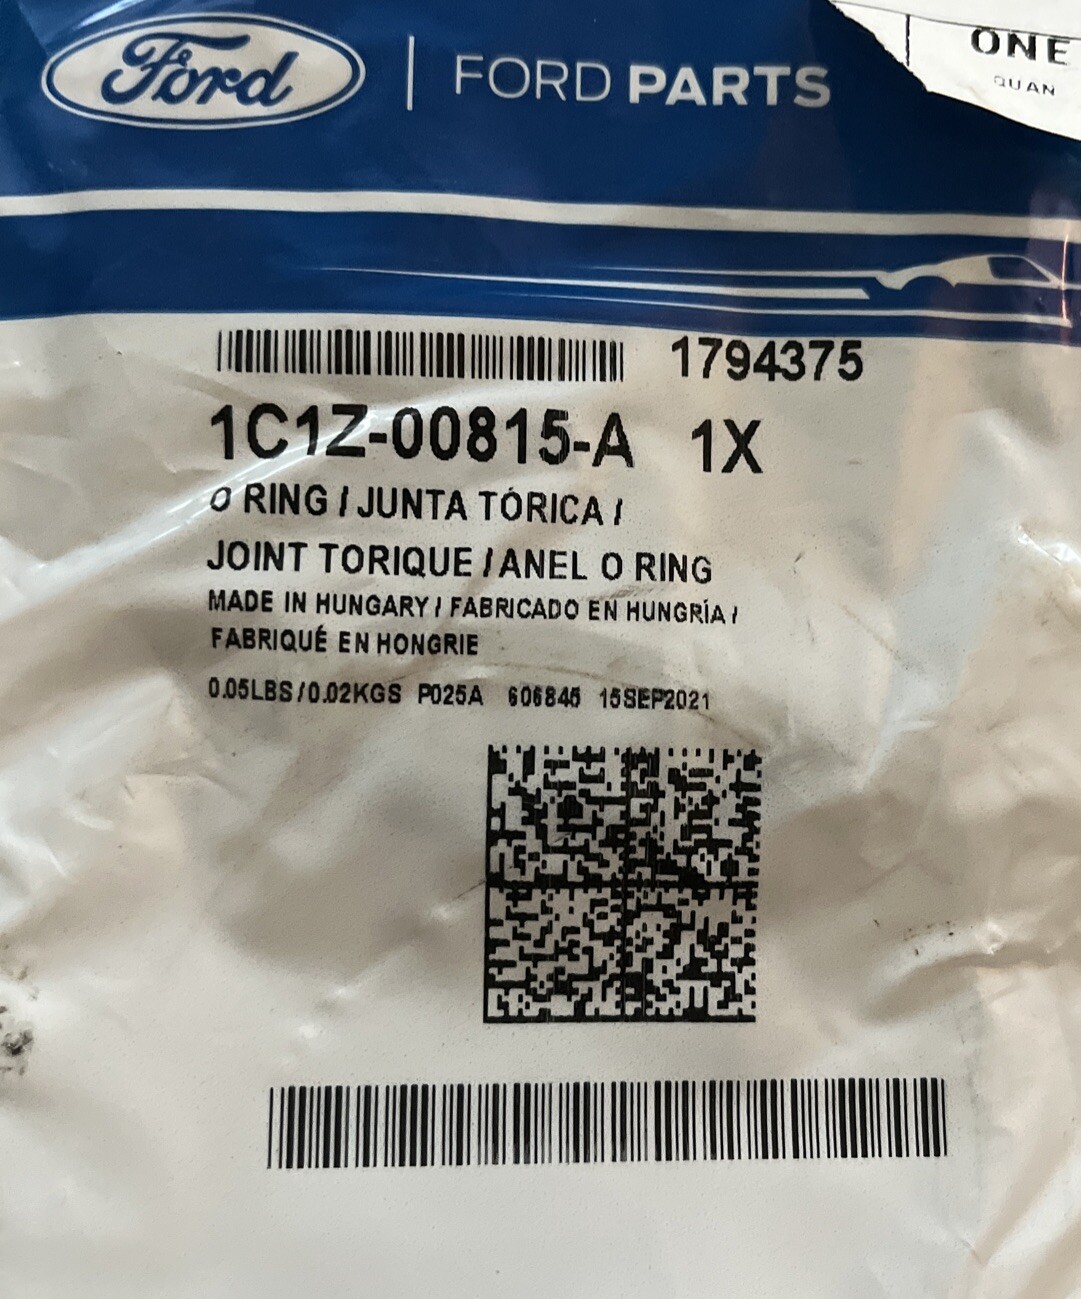 Ford | FORD PARTS
ONE
QUAN
1794375
1C1Z-00815-A 1X
O RING / JUNTA TÓRICA /
JOINT TORIQUE / ANEL O RING
MADE IN HUNGARY / FABRICADO EN HUNGRÍA /
FABRIQUÉ EN HONGRIE
0.05LBS/0.02KGS P025A 606845 15SEP2021